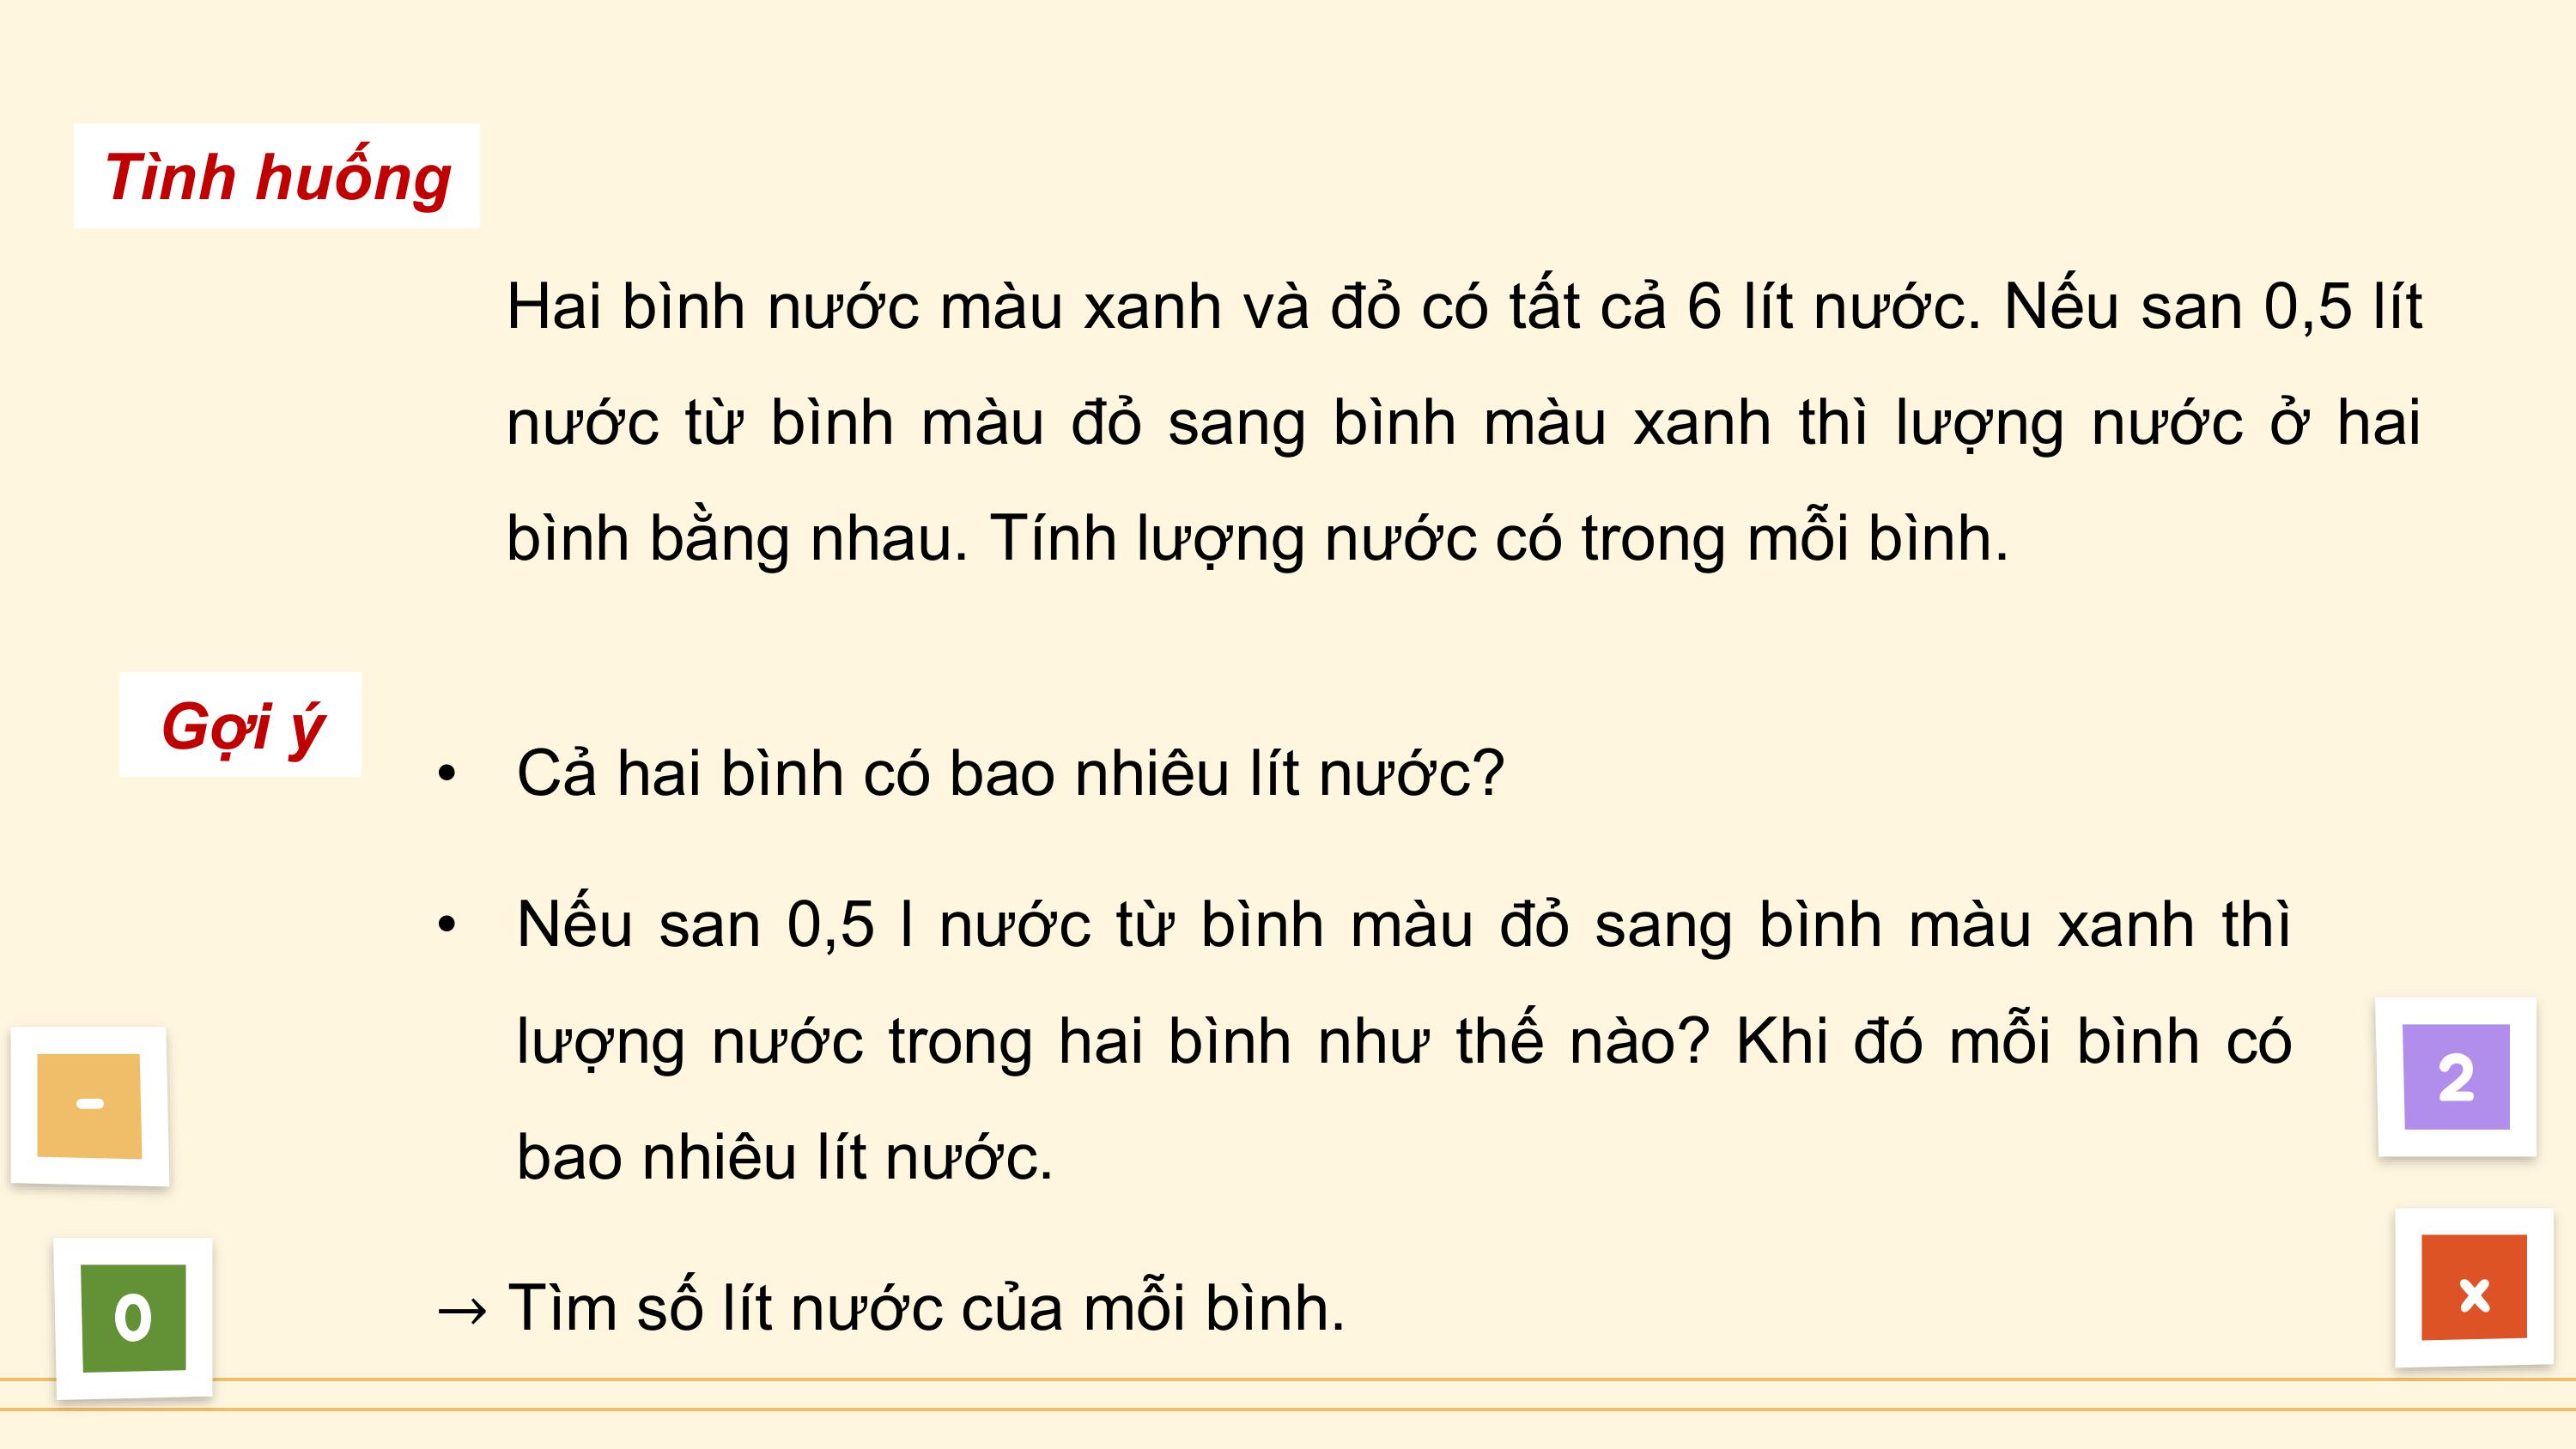 Tình huống
Hai bình nước màu xanh và đỏ có tất cả 6 lít nước. Nếu san 0,5 lít
nước từ bình màu đỏ sang bình màu xanh thì lượng nước ở hai
bình bằng nhau. Tính lượng nước có trong mỗi bình.
Gợi ý
• Cả hai bình có bao nhiêu lít nước?
• Nếu san 0,5 l nước từ bình màu đỏ sang bình màu xanh thì
lượng nước trong hai bình như thế nào? Khi đó mỗi bình có
bao nhiêu lít nước.
→ Tìm số lít nước của mỗi bình.
-
0
2
x